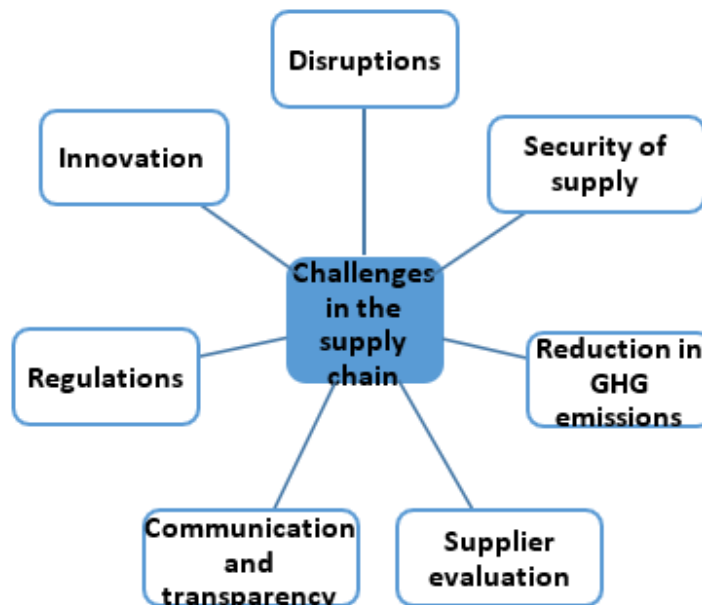 Disruptions
Innovation
Security of
supply
Challenges
in the
supply
chain
Regulations
Reduction in
GHG
emissions
Communication
and
transparency
Supplier
evaluation